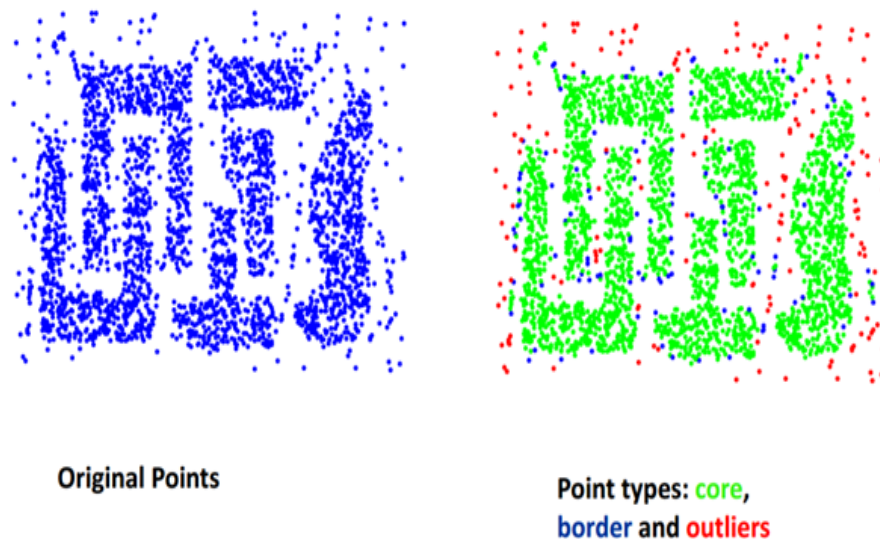 Original Points
Point types: core,
border and outliers